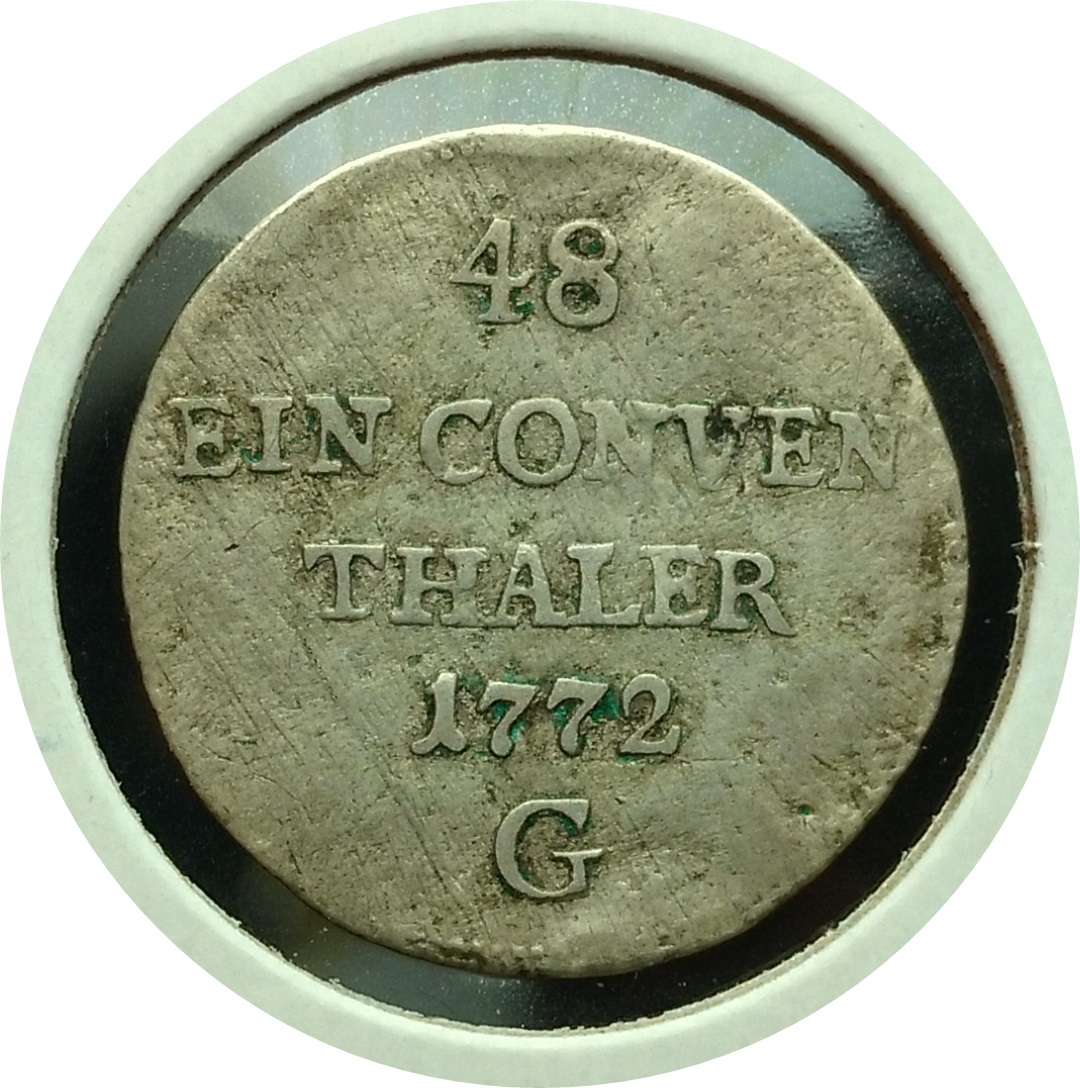 48
EIN CONVEN
THALER
1772
G